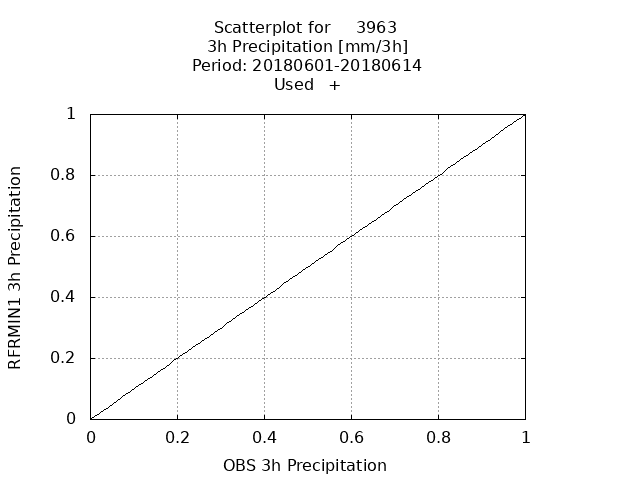 Scatterplot for 3963
3h Precipitation [mm/3h]
Period: 20180601-20180614
Used +
1
0.8
0.6
0.4
0.2
0
RFRMIN1 3h Precipitation
0 0.2 0.4 0.6 0.8 1
OBS 3h Precipitation